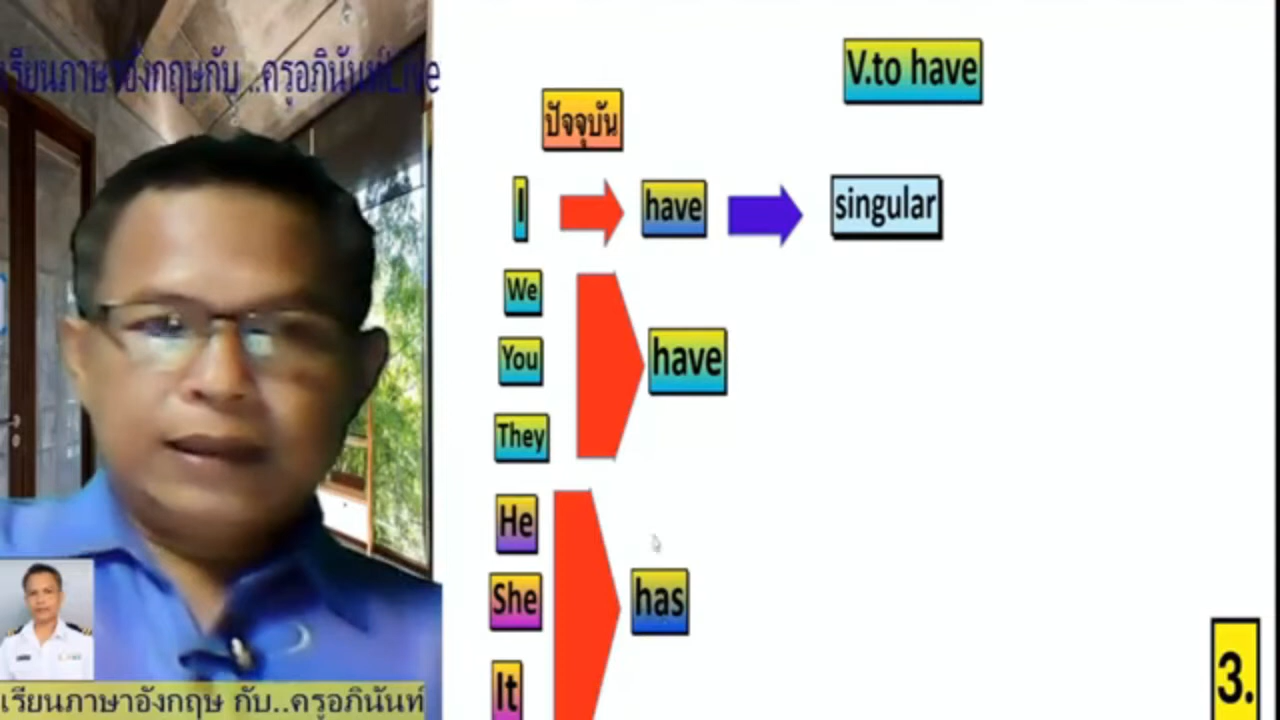 เรียนภาษาอังกฤษกับ..ครูอภินันท์Live
V.to have
ปัจจุบัน
I have singular
We
You have
They
He
She has
It
3.
เรียนภาษาอังกฤษ กับ..ครูอภินันท์